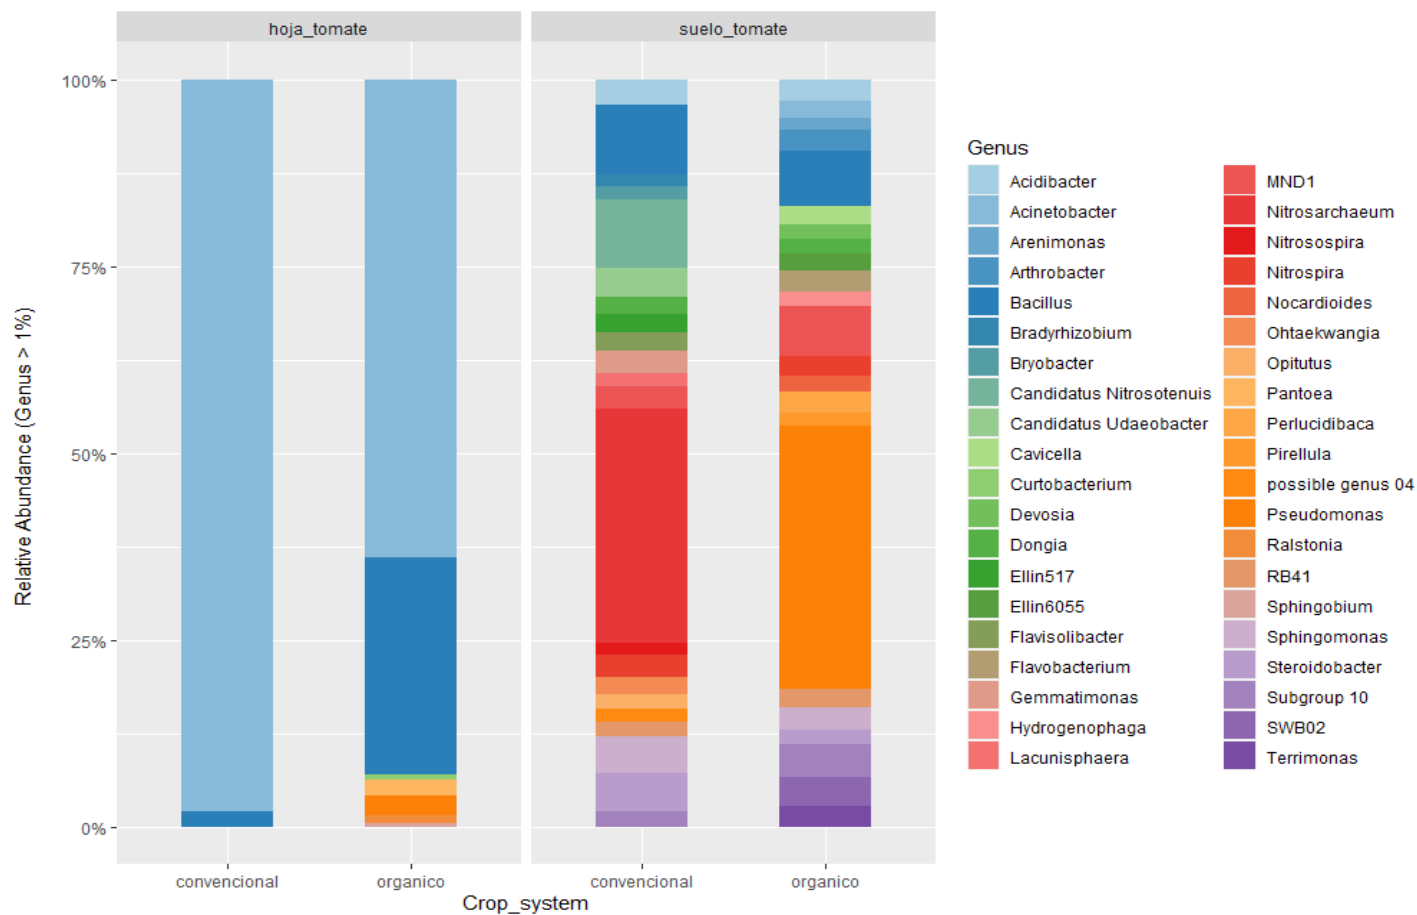 hoja_tomate
suelo_tomate
100%
75%
50%
25%
0%
Relative Abundance (Genus > 1%)
convencional
organico
convencional
organico
Crop_system
Genus
Acidibacter
Acinetobacter
Arenimonas
Arthrobacter
Bacillus
Bradyrhizobium
Bryobacter
Candidatus Nitrosotenuis
Candidatus Udaeobacter
Cavicella
Curtobacterium
Devosia
Dongia
Ellin517
Ellin6055
Flavisolibacter
Flavobacterium
Gemmatimonas
Hydrogenophaga
Lacunisphaera
MND1
Nitrosarchaeum
Nitrosospira
Nitrospira
Nocardioides
Ohtaekwangia
Opitutus
Pantoea
Perlucidibaca
Pirellula
possible genus 04
Pseudomonas
Ralstonia
RB41
Sphingobium
Sphingomonas
Steroidobacter
Subgroup 10
SWB02
Terrimonas